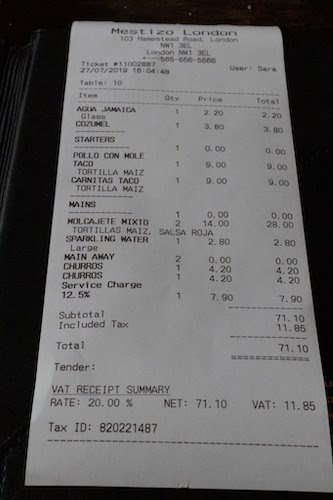 Mestizo London
103 Hampstead Road, London
NW1 3EL
London NW1 3EL
Ticket #11002887
27/07/2019 16:04:48 User: Sara
Table: 10
Item Qty Price Total
AGUA JAMAICA 1 2.20 2.20
Glass
COZUMEL 1 3.80 3.80
---------------
STARTERS 1 0.00 0.00
---------------
POLLO CON MOLE
TACO 1 9.00 9.00
TORTILLA MAIZ
CARNITAS TACO 1 9.00 9.00
TORTILLA MAIZ
---------------
MAINS 1 0.00 0.00
---------------
MOLCAJETE MIXTO 2 14.00 28.00
TORTILLAS MAIZ, SALSA ROJA
SPARKLING WATER 1 2.80 2.80
Large
MAIN AWAY 2 0.00 0.00
CHURROS 1 4.20 4.20
CHURROS 1 4.20 4.20
Service Charge
12.5% 1 7.90 7.90
Subtotal 71.10
Included Tax 11.85
Total 71.10
=============
Tender:
VAT RECEIPT SUMMARY
RATE: 20.00 % NET: 71.10 VAT: 11.85
Tax ID: 820221487